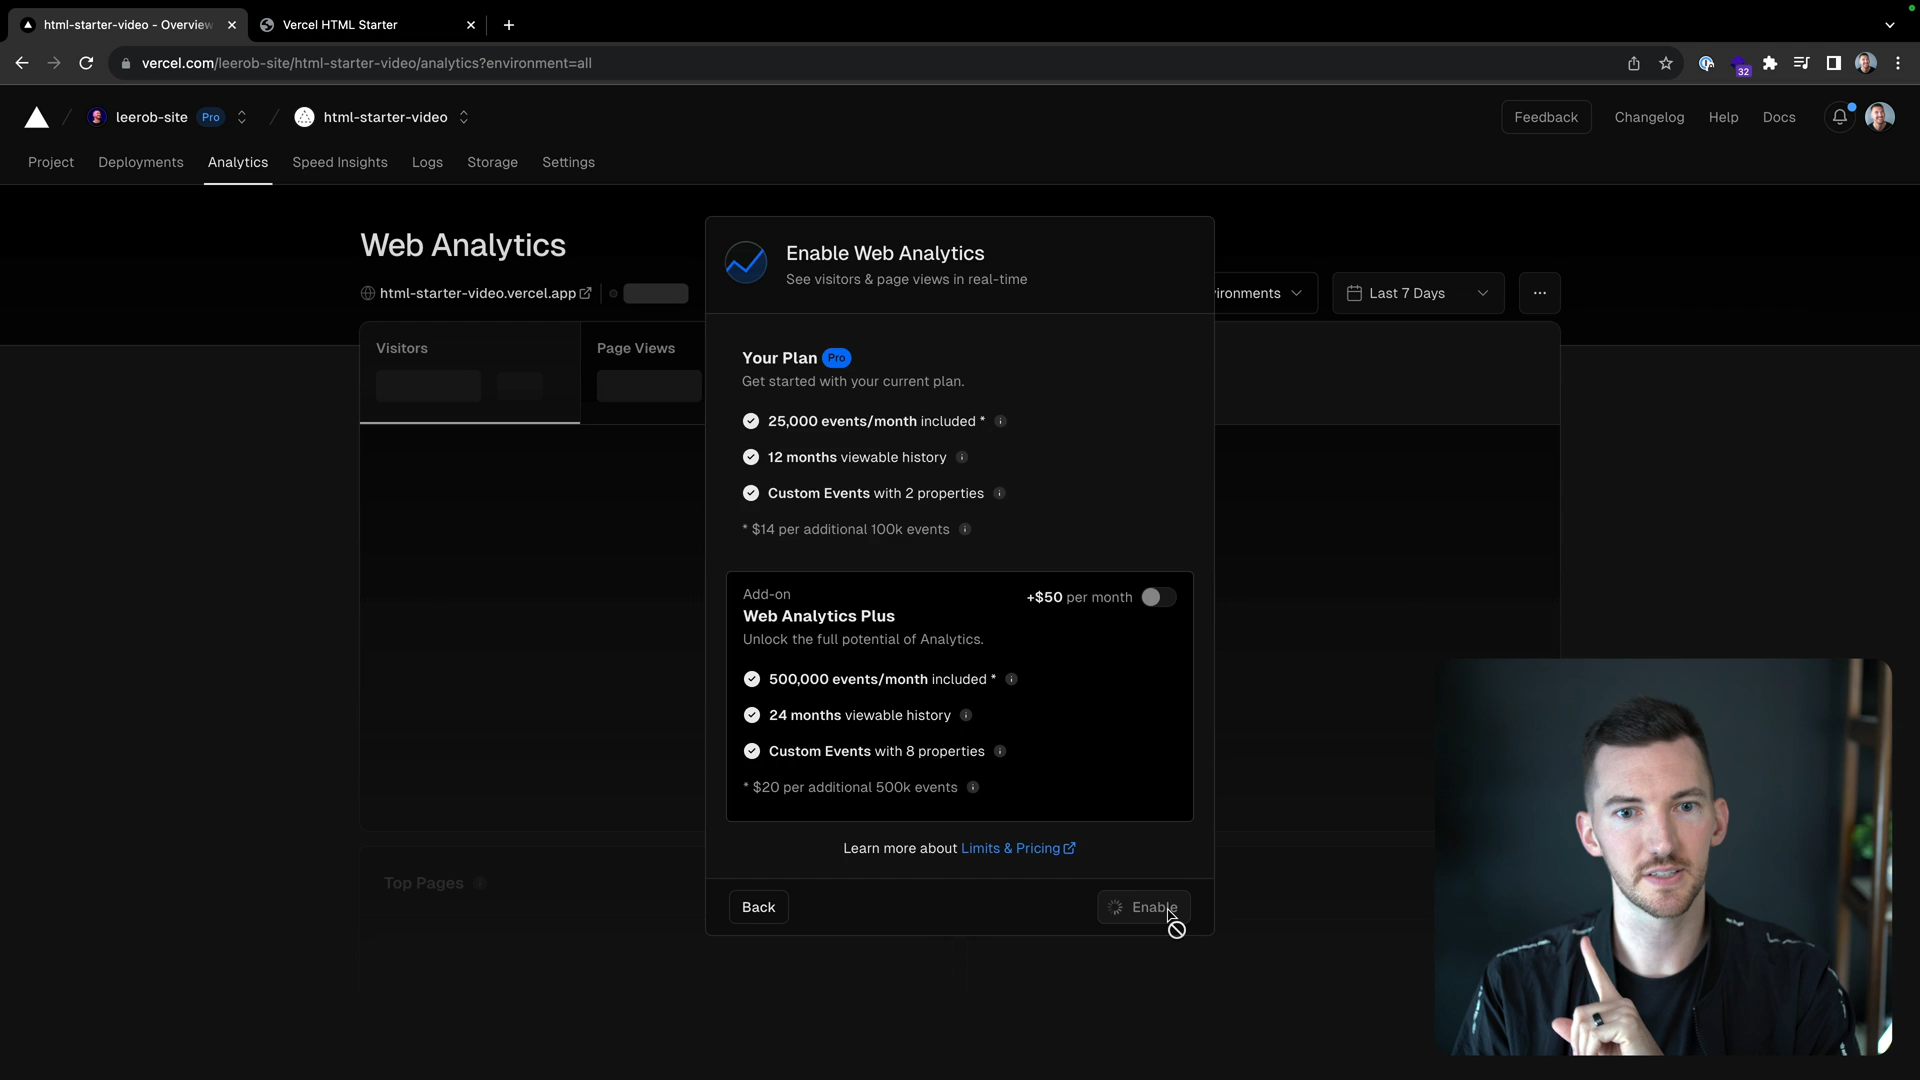 html-starter-video - Overview
Vercel HTML Starter
vercel.com/leerob-site/html-starter-video/analytics?environment=all
32
leerob-site Pro
html-starter-video
Feedback
Changelog
Help
Docs
Project
Deployments
Analytics
Speed Insights
Logs
Storage
Settings
Web Analytics
html-starter-video.vercel.app
ironments
Last 7 Days
Visitors
Page Views
Top Pages
Enable Web Analytics
See visitors & page views in real-time
Your Plan Pro
Get started with your current plan.
25,000 events/month included *
12 months viewable history
Custom Events with 2 properties
* $14 per additional 100k events
Add-on
+$50 per month
Web Analytics Plus
Unlock the full potential of Analytics.
500,000 events/month included *
24 months viewable history
Custom Events with 8 properties
* $20 per additional 500k events
Learn more about Limits & Pricing
Back
Enable